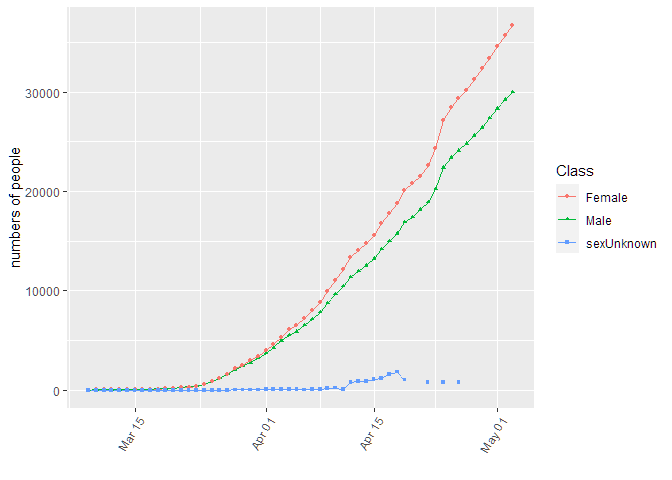 numbers of people
30000
20000
10000
0
Mar 15
Apr 01
Apr 15
May 01
Class
Female
Male
sexUnknown